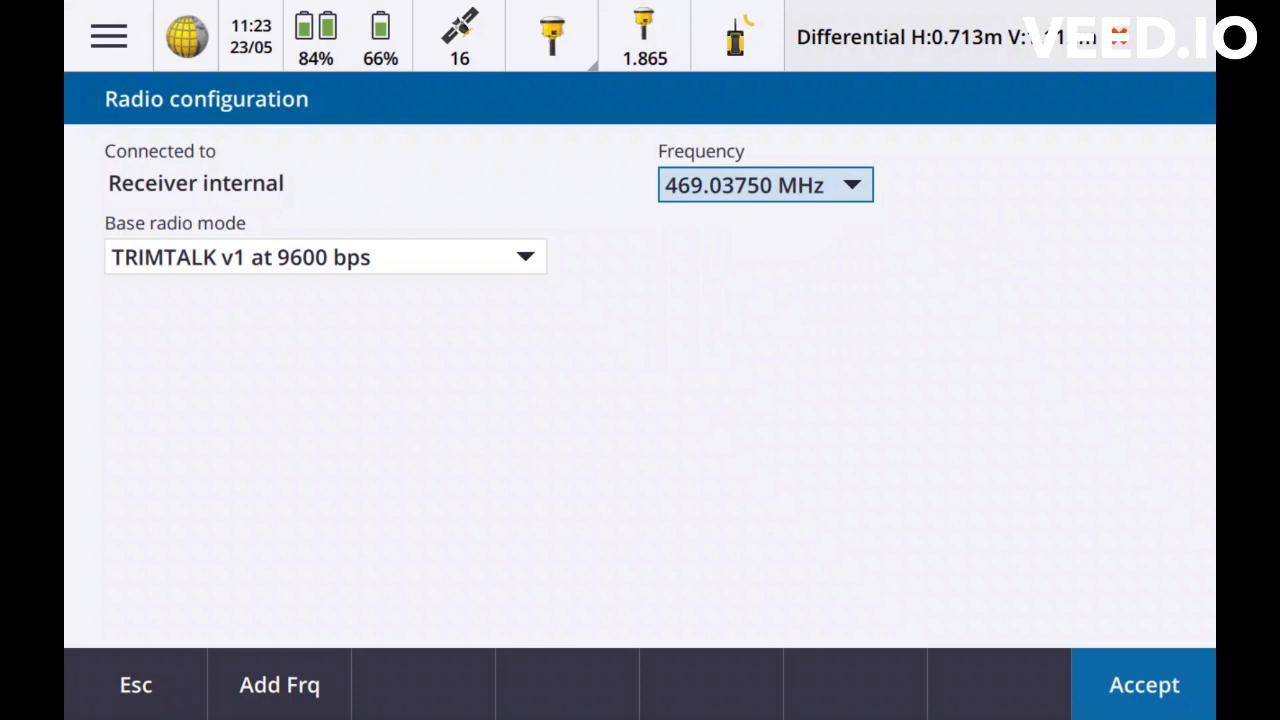 11:23
23/05
84%
66%
16
1.865
Differential H:0.713m
VEED.IO
Radio configuration
Connected to
Receiver internal
Frequency
469.03750 MHz
Base radio mode
TRIMTALK v1 at 9600 bps
Esc
Add Frq
Accept